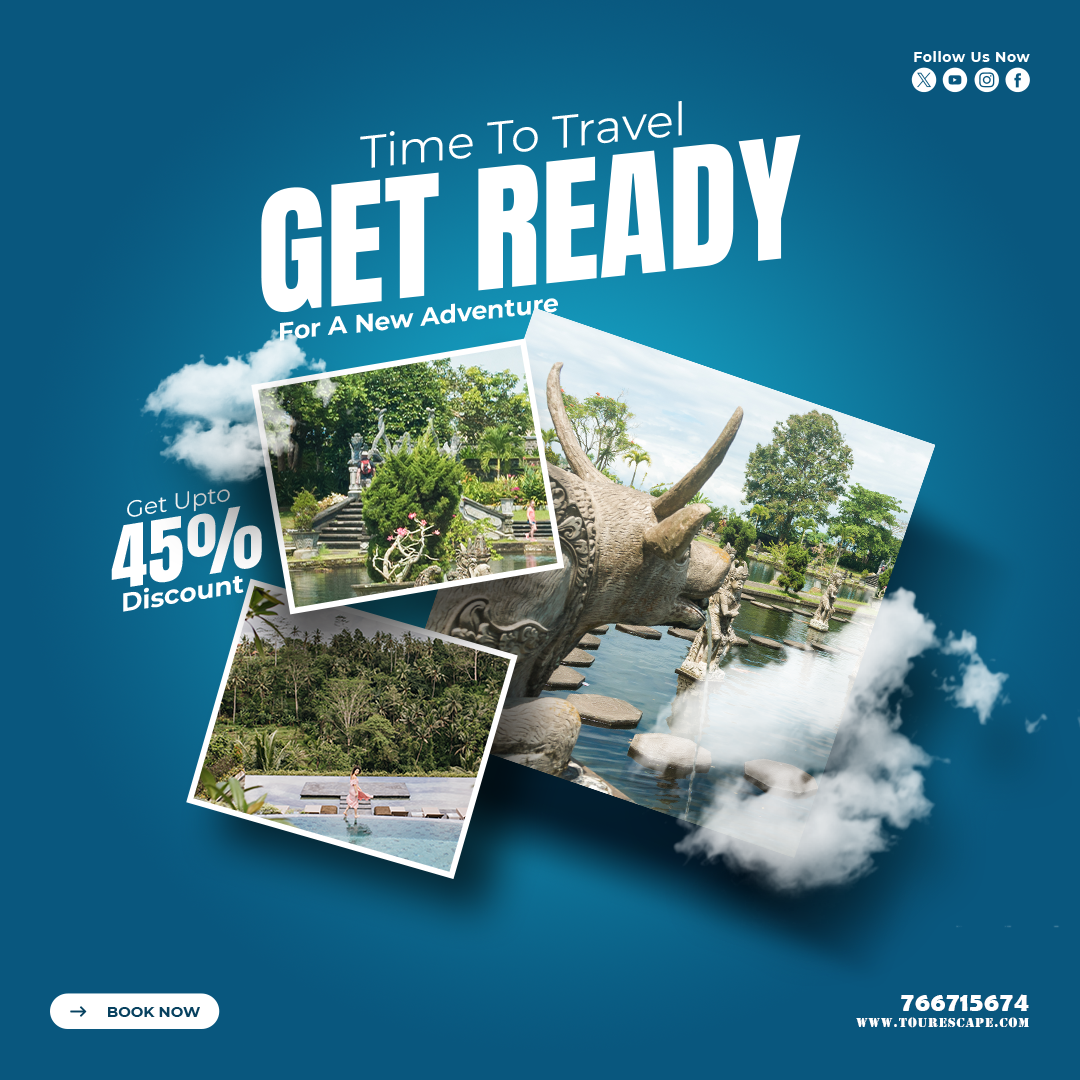 Follow Us Now
Time To Travel
GET READY
For A New Adventure
Get Upto
45%
Discount
BOOK NOW
766715674
WWW.TOURESCAPE.COM